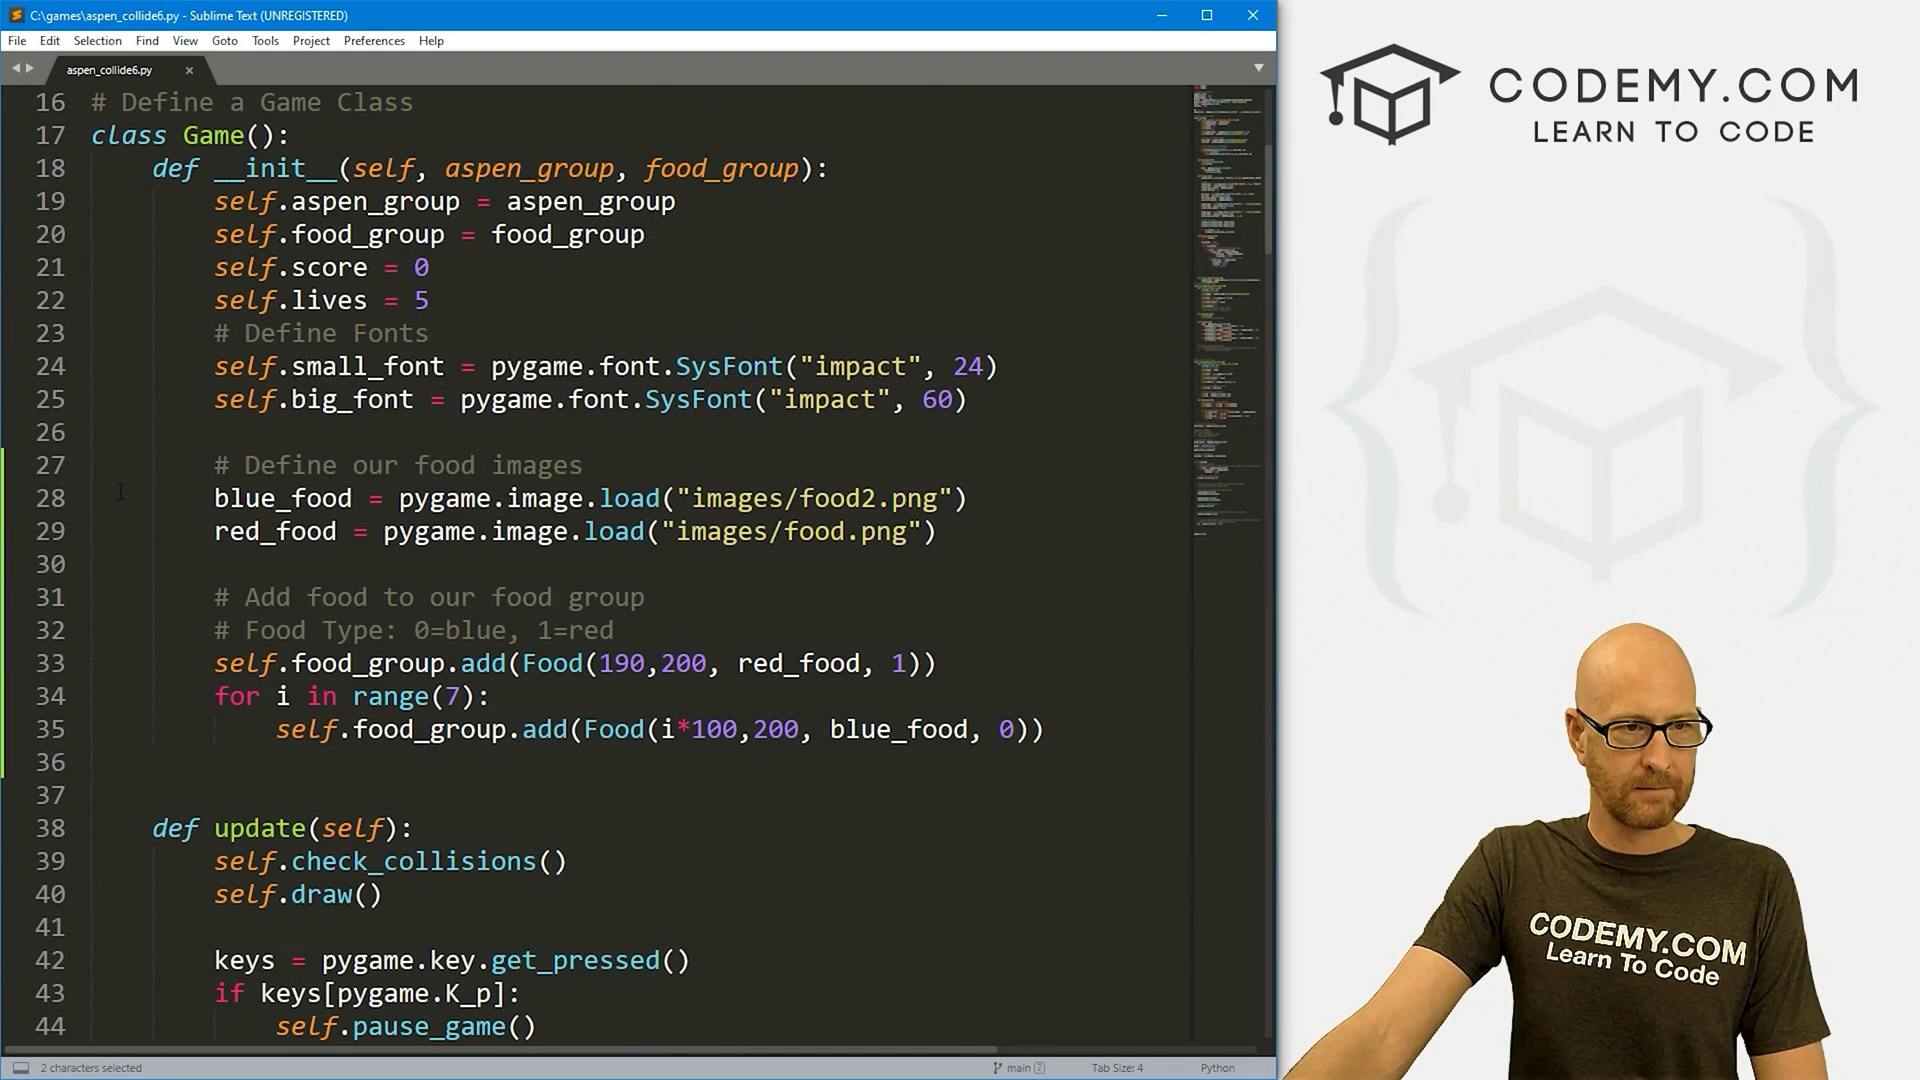 C:\games\aspen_collide6.py - Sublime Text (UNREGISTERED)
File Edit Selection Find View Goto Tools Project Preferences Help
aspen_collide6.py
16 # Define a Game Class
17 class Game():
18 def __init__(self, aspen_group, food_group):
19 self.aspen_group = aspen_group
20 self.food_group = food_group
21 self.score = 0
22 self.lives = 5
23 # Define Fonts
24 self.small_font = pygame.font.SysFont("impact", 24)
25 self.big_font = pygame.font.SysFont("impact", 60)
26
27 # Define our food images
28 blue_food = pygame.image.load("images/food2.png")
29 red_food = pygame.image.load("images/food.png")
30
31 # Add food to our food group
32 # Food Type: 0=blue, 1=red
33 self.food_group.add(Food(190,200, red_food, 1))
34 for i in range(7):
35 self.food_group.add(Food(i*100,200, blue_food, 0))
36
37
38 def update(self):
39 self.check_collisions()
40 self.draw()
41
42 keys = pygame.key.get_pressed()
43 if keys[pygame.K_p]:
44 self.pause_game()
2 characters selected
main 2
Tab Size: 4
Python
CODEMY.COM
LEARN TO CODE
CODEMY.COM
Learn To Code